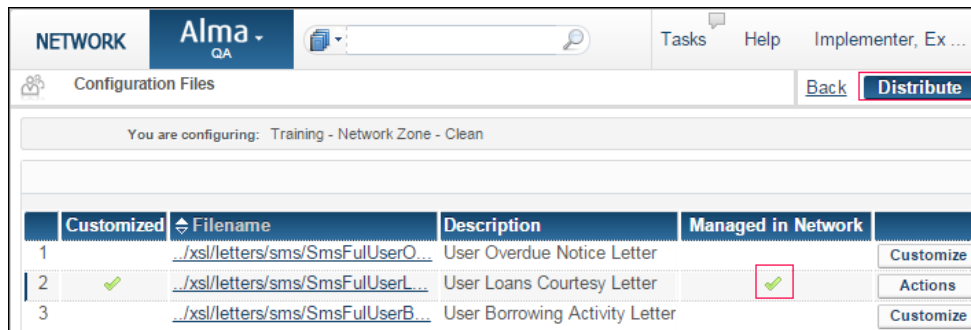 NETWORK Alma QA Tasks Help Implementer, Ex ...
Configuration Files Back Distribute
You are configuring: Training - Network Zone - Clean
Customized Filename Description Managed in Network
1 ../xsl/letters/sms/SmsFulUserO... User Overdue Notice Letter Customize
2 ../xsl/letters/sms/SmsFulUserL... User Loans Courtesy Letter Actions
3 ../xsl/letters/sms/SmsFulUserB... User Borrowing Activity Letter Customize